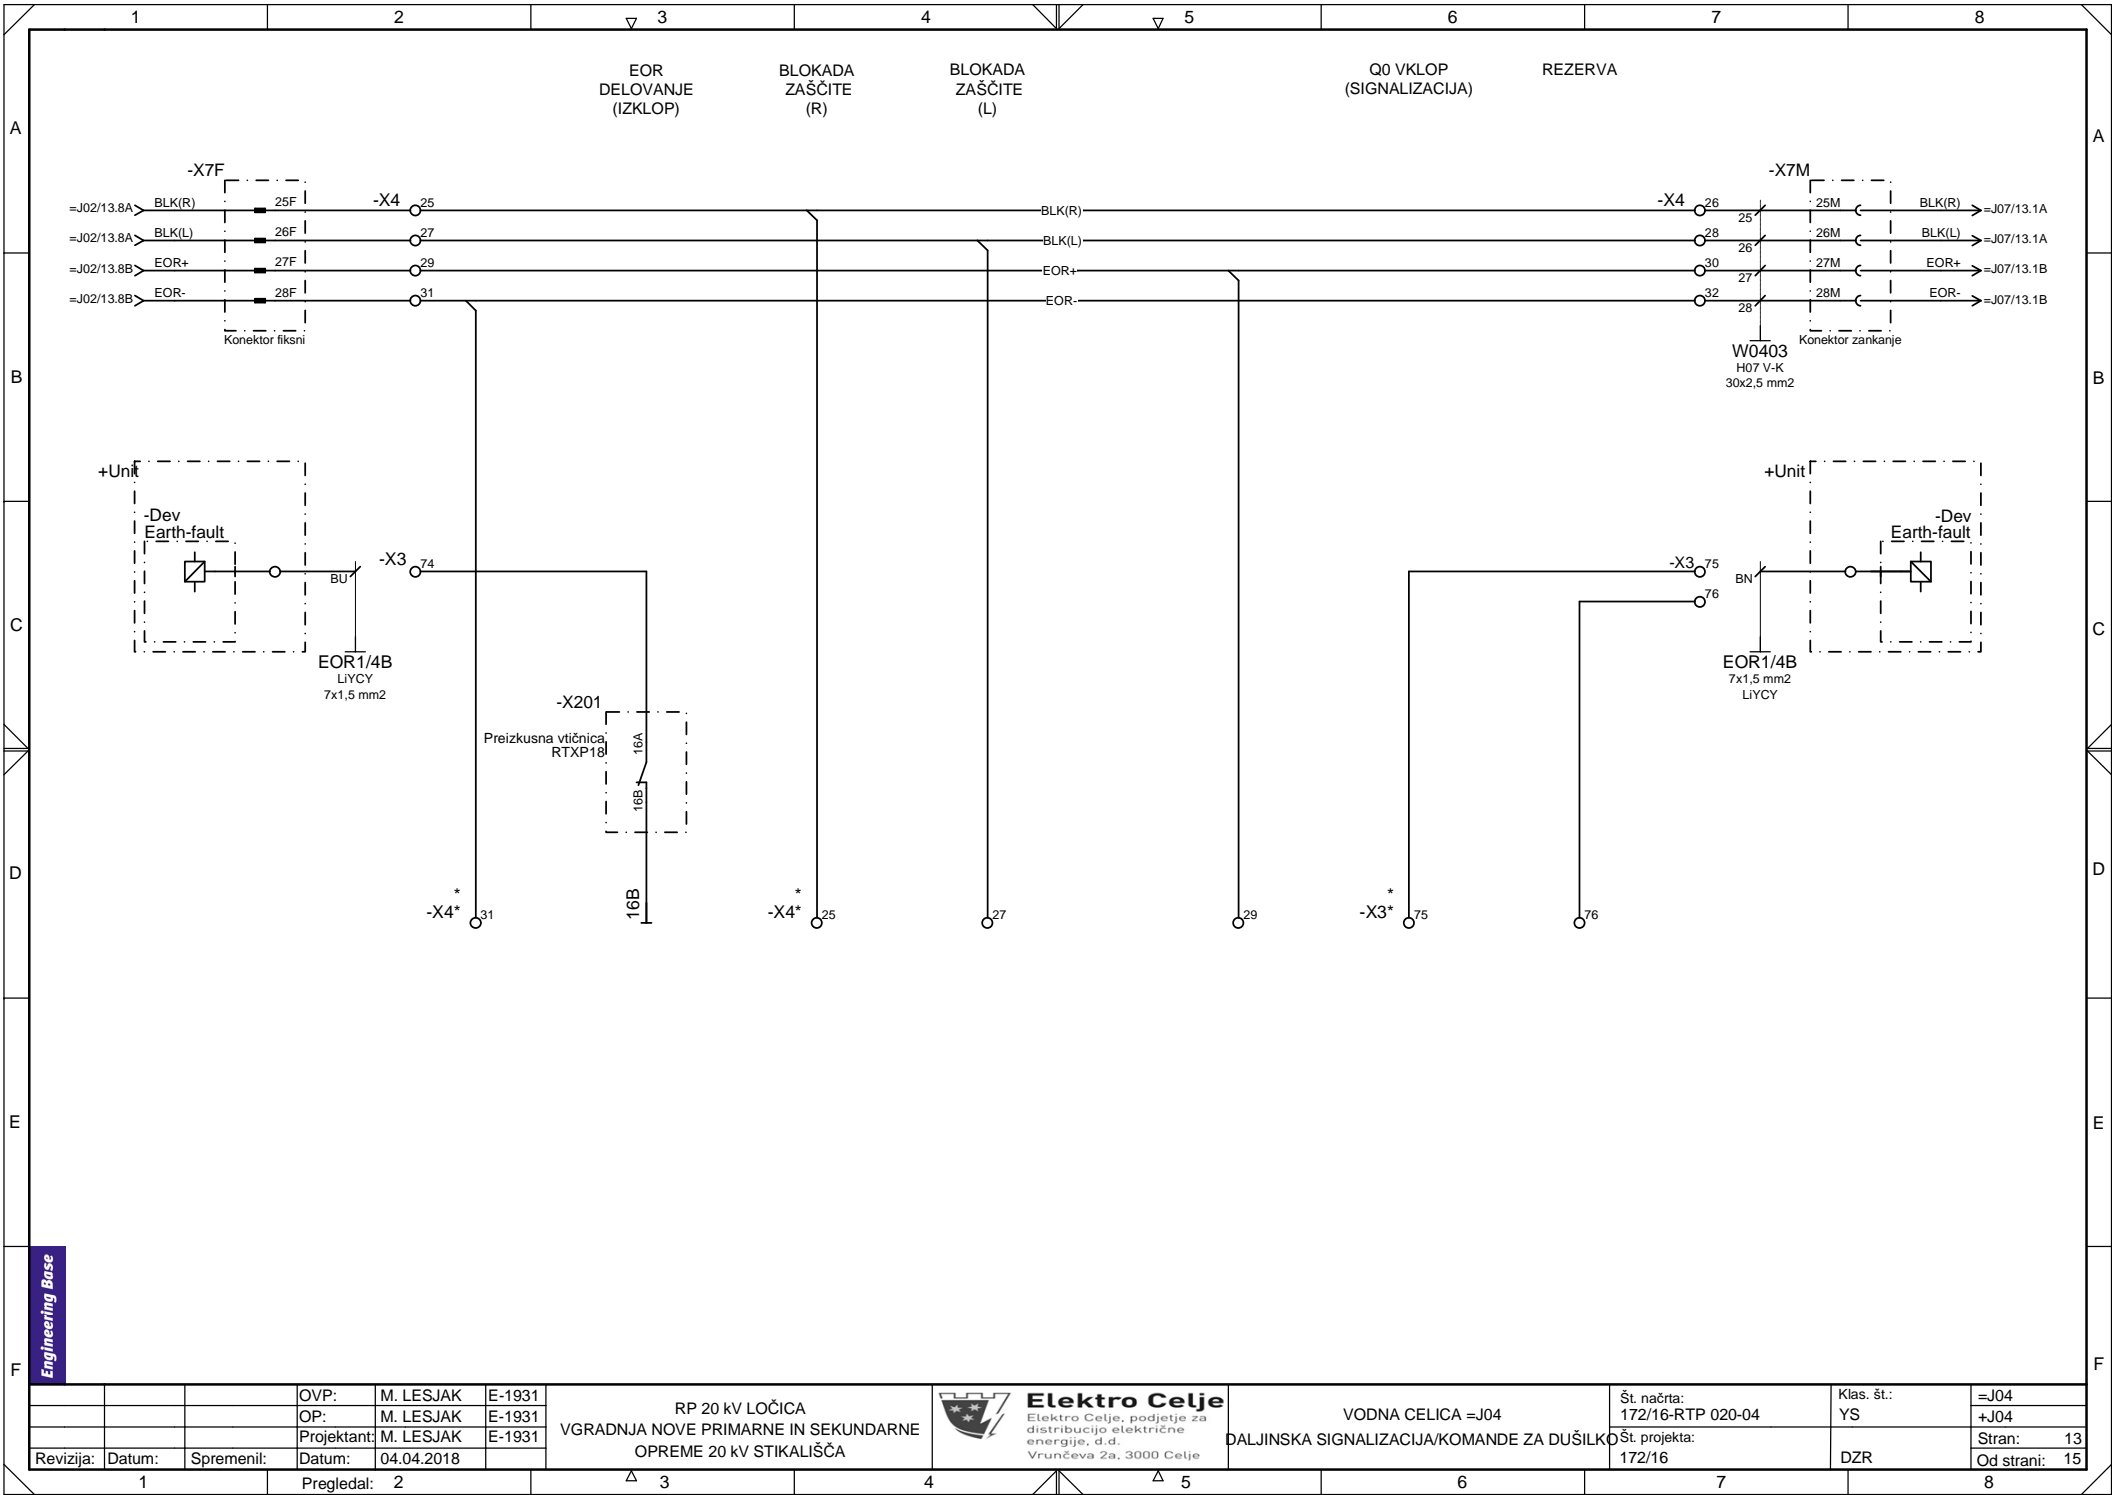 1 2 3 4 5 6 7 8
EOR
DELOVANJE
(IZKLOP)
BLOKADA
ZAŠČITE
(R)
BLOKADA
ZAŠČITE
(L)
Q0 VKLOP
(SIGNALIZACIJA)
REZERVA
A A
-X7F
-X7M
=J02/13.8A BLK(R) 25F -X4 25 BLK(R) -X4 26 25 25M BLK(R) =J07/13.1A
=J02/13.8A BLK(L) 26F 27 BLK(L) 28 26 26M BLK(L) =J07/13.1A
=J02/13.8B EOR+ 27F 29 EOR+ 30 27 27M EOR+ =J07/13.1B
=J02/13.8B EOR- 28F 31 EOR- 32 28 28M EOR- =J07/13.1B
Konektor fiksni
Konektor zankanje
W0403
H07 V-K
30x2,5 mm2
B B
+Unit
+Unit
-Dev
Earth-fault
-Dev
Earth-fault
BU -X3 74
-X3 75 BN
76
C C
EOR1/4B
LiYCY
7x1,5 mm2
EOR1/4B
7x1,5 mm2
LiYCY
-X201
Preizkusna vtičnica
RTXP18
16A
16B
D D
* * *
-X4* 31 16B -X4* 25 27 29 -X3* 75 76
E E
Engineering Base
F F
OVP: M. LESJAK E-1931
OP: M. LESJAK E-1931
Projektant: M. LESJAK E-1931
Revizija: Datum: Spremenil: Datum: 04.04.2018
Pregledal:
RP 20 kV LOČICA
VGRADNJA NOVE PRIMARNE IN SEKUNDARNE
OPREME 20 kV STIKALIŠČA
Elektro Celje
Elektro Celje, podjetje za
distribucijo električne
energije, d.d.
Vrunčeva 2a, 3000 Celje
VODNA CELICA =J04
DALJINSKA SIGNALIZACIJA/KOMANDE ZA DUŠILKO
Št. načrta:
172/16-RTP 020-04
Št. projekta:
172/16
Klas. št.:
YS
DZR
=J04
+J04
Stran: 13
Od strani: 15
1 2 3 4 5 6 7 8